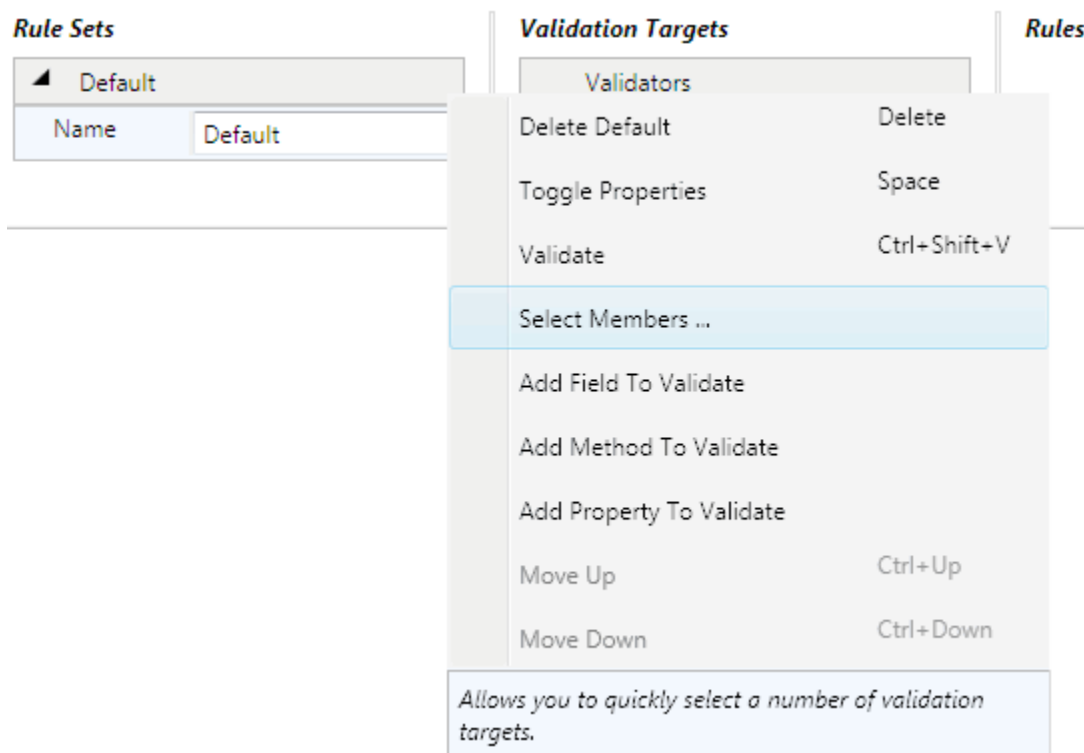 Rule Sets
Validation Targets
Rules
Default
Validators
Name
Default
Delete Default
Delete
Toggle Properties
Space
Validate
Ctrl+Shift+V
Select Members ...
Add Field To Validate
Add Method To Validate
Add Property To Validate
Move Up
Ctrl+Up
Move Down
Ctrl+Down
Allows you to quickly select a number of validation
targets.